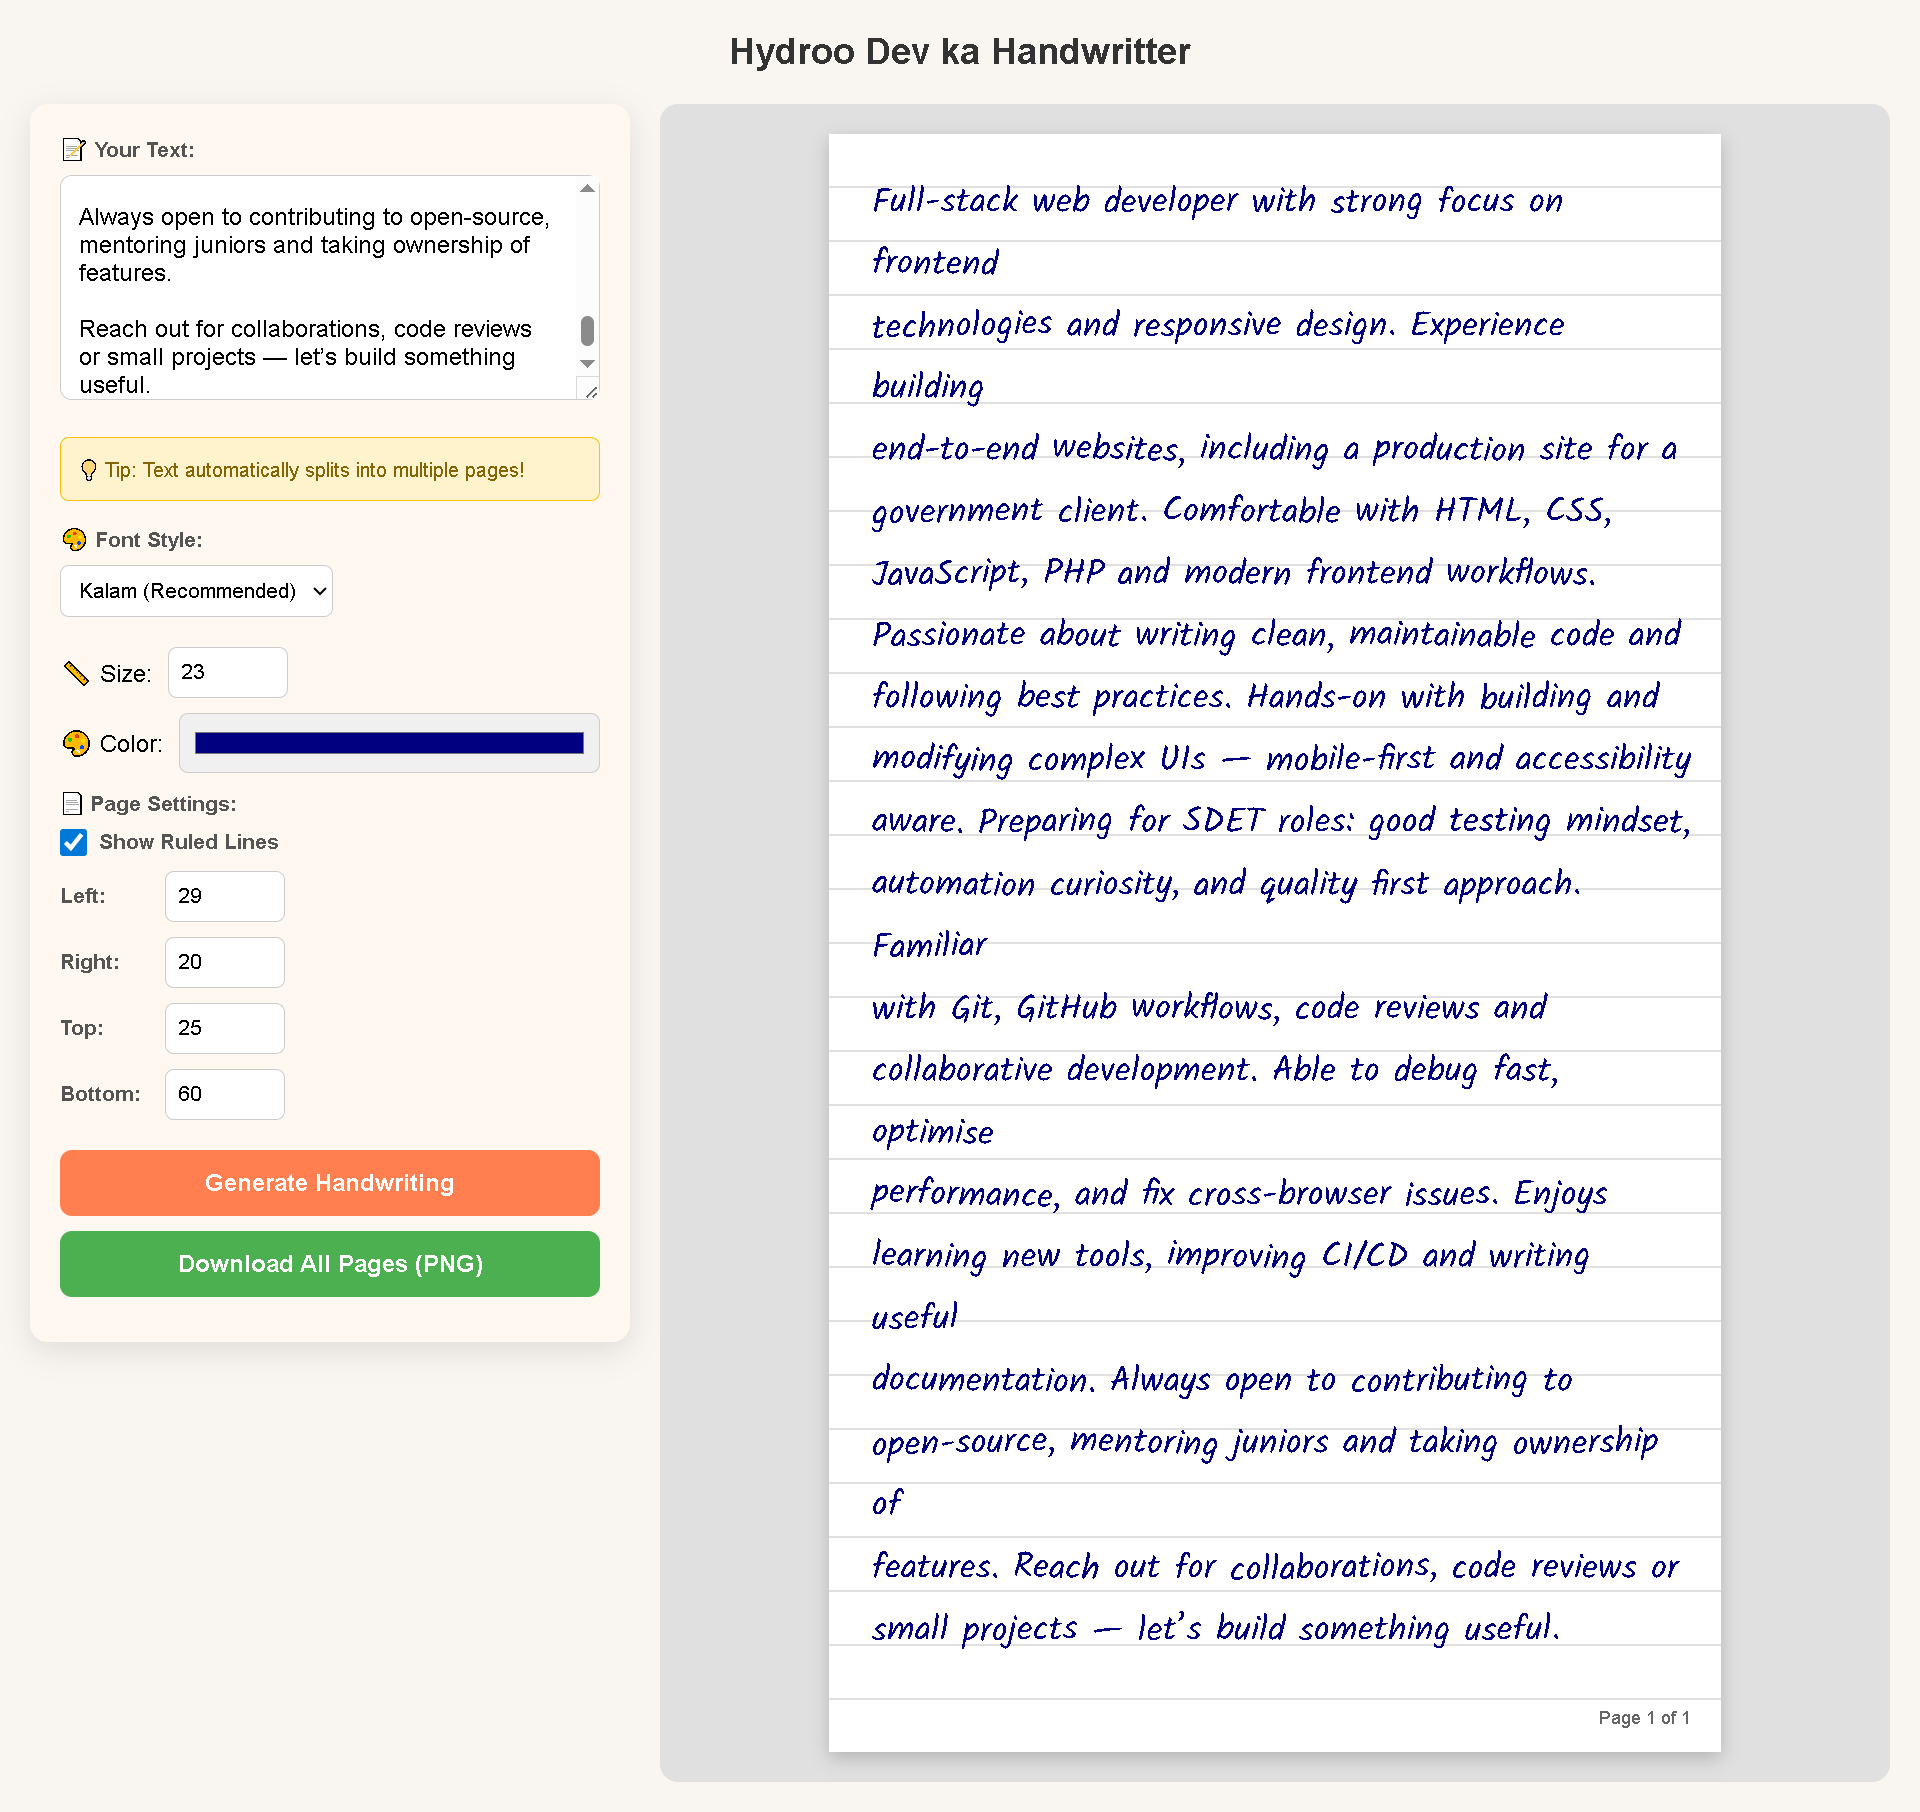 Hydroo Dev ka Handwritter
📝 Your Text:
Always open to contributing to open-source,
mentoring juniors and taking ownership of
features.
Reach out for collaborations, code reviews
or small projects — let’s build something
useful.
💡 Tip: Text automatically splits into multiple pages!
🎨 Font Style:
Kalam (Recommended)
📏 Size: 23
🎨 Color:
📄 Page Settings:
Show Ruled Lines
Left: 29
Right: 20
Top: 25
Bottom: 60
Generate Handwriting
Download All Pages (PNG)
Full-stack web developer with strong focus on
frontend
technologies and responsive design. Experience
building
end-to-end websites, including a production site for a
government client. Comfortable with HTML, CSS,
JavaScript, PHP and modern frontend workflows.
Passionate about writing clean, maintainable code and
following best practices. Hands-on with building and
modifying complex UIs — mobile-first and accessibility
aware. Preparing for SDET roles: good testing mindset,
automation curiosity, and quality first approach.
Familiar
with Git, GitHub workflows, code reviews and
collaborative development. Able to debug fast,
optimise
performance, and fix cross-browser issues. Enjoys
learning new tools, improving CI/CD and writing
useful
documentation. Always open to contributing to
open-source, mentoring juniors and taking ownership
of
features. Reach out for collaborations, code reviews or
small projects — let’s build something useful.
Page 1 of 1